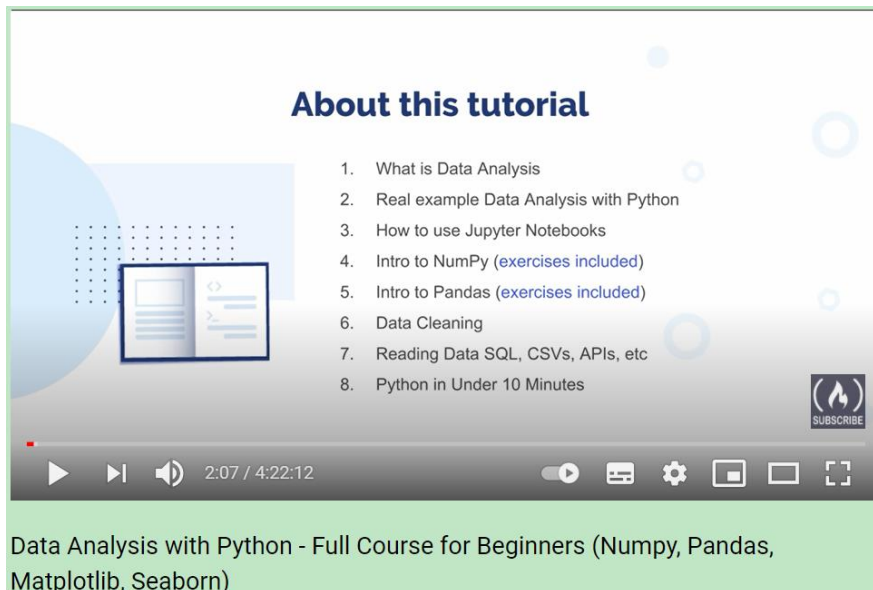 About this tutorial
1. What is Data Analysis
2. Real example Data Analysis with Python
3. How to use Jupyter Notebooks
4. Intro to NumPy (exercises included)
5. Intro to Pandas (exercises included)
6. Data Cleaning
7. Reading Data SQL, CSVs, APIs, etc
8. Python in Under 10 Minutes
SUBSCRIBE
2:07 / 4:22:12
Data Analysis with Python - Full Course for Beginners (Numpy, Pandas,
Matplotlib, Seaborn)